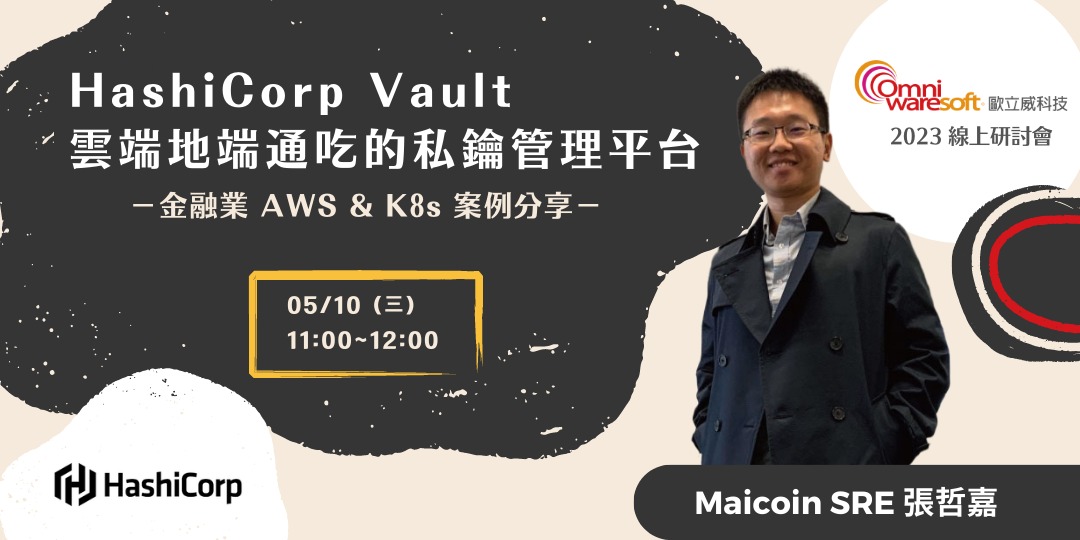 HashiCorp Vault
雲端地端通吃的私鑰管理平台
－金融業 AWS & K8s 案例分享－
05/10（三）
11:00~12:00
Omni
waresoft 歐立威科技
2023 線上研討會
HashiCorp
Maicoin SRE 張哲嘉